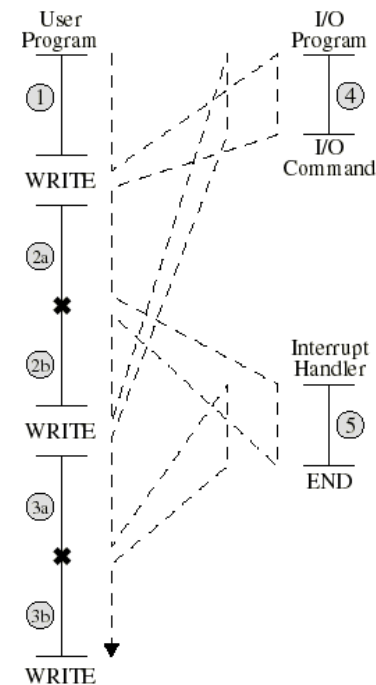 User
Program
I/O
Program
1
4
WRITE
I/O
Command
2a
2b
Interrupt
Handler
WRITE
5
3a
END
3b
WRITE